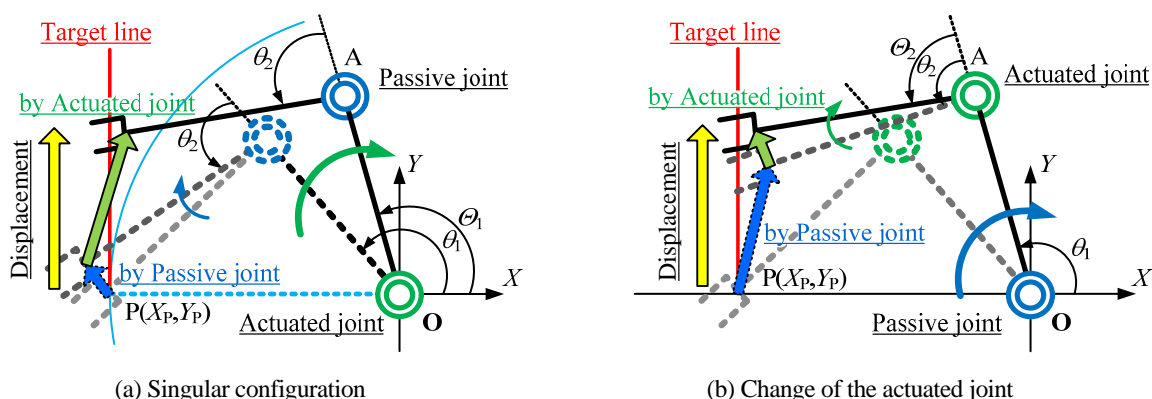 Target line
θ2
A
Passive joint
by Actuated joint
θ2
Displacement
Y
Θ1
θ1
by Passive joint
X
P(XP,YP)
Actuated joint
O
(a) Singular configuration
Target line
Θ2
θ2
A
Actuated joint
by Actuated joint
Displacement
Y
by Passive joint
θ1
P(XP,YP)
X
Passive joint
O
(b) Change of the actuated joint